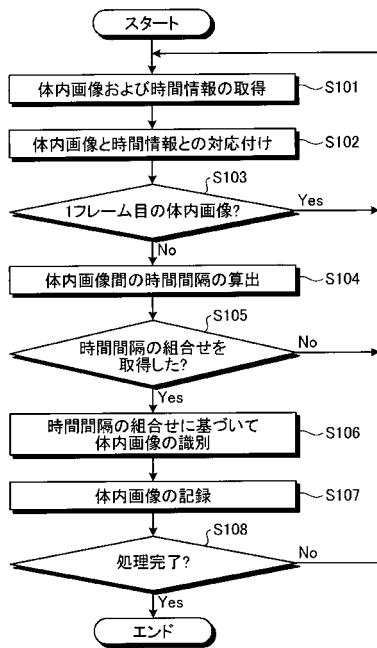 スタート
体内画像および時間情報の取得
S101
体内画像と時間情報との対応付け
S102
S103
1フレーム目の体内画像?
Yes
No
体内画像間の時間間隔の算出
S104
S105
時間間隔の組合せを
取得した?
No
Yes
時間間隔の組合せに基づいて
体内画像の識別
S106
体内画像の記録
S107
S108
処理完了?
No
Yes
エンド